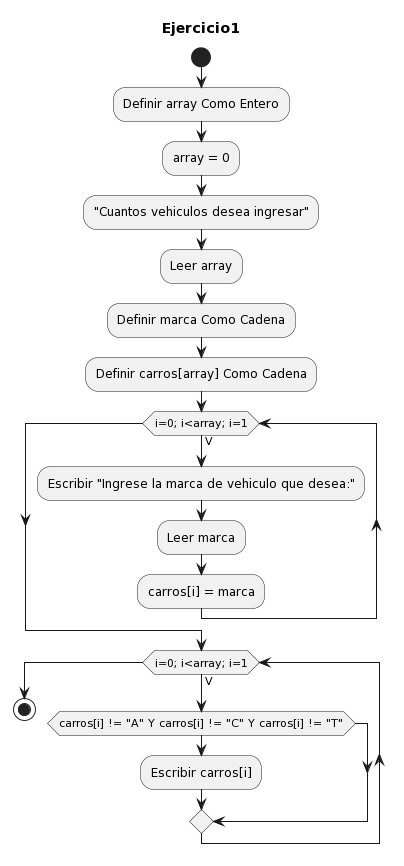 Ejercicio1
Definir array Como Entero
array = 0
"Cuantos vehiculos desea ingresar"
Leer array
Definir marca Como Cadena
Definir carros[array] Como Cadena
i=0; i<array; i=1
V
Escribir "Ingrese la marca de vehiculo que desea:"
Leer marca
carros[i] = marca
i=0; i<array; i=1
V
carros[i] != "A" Y carros[i] != "C" Y carros[i] != "T"
Escribir carros[i]